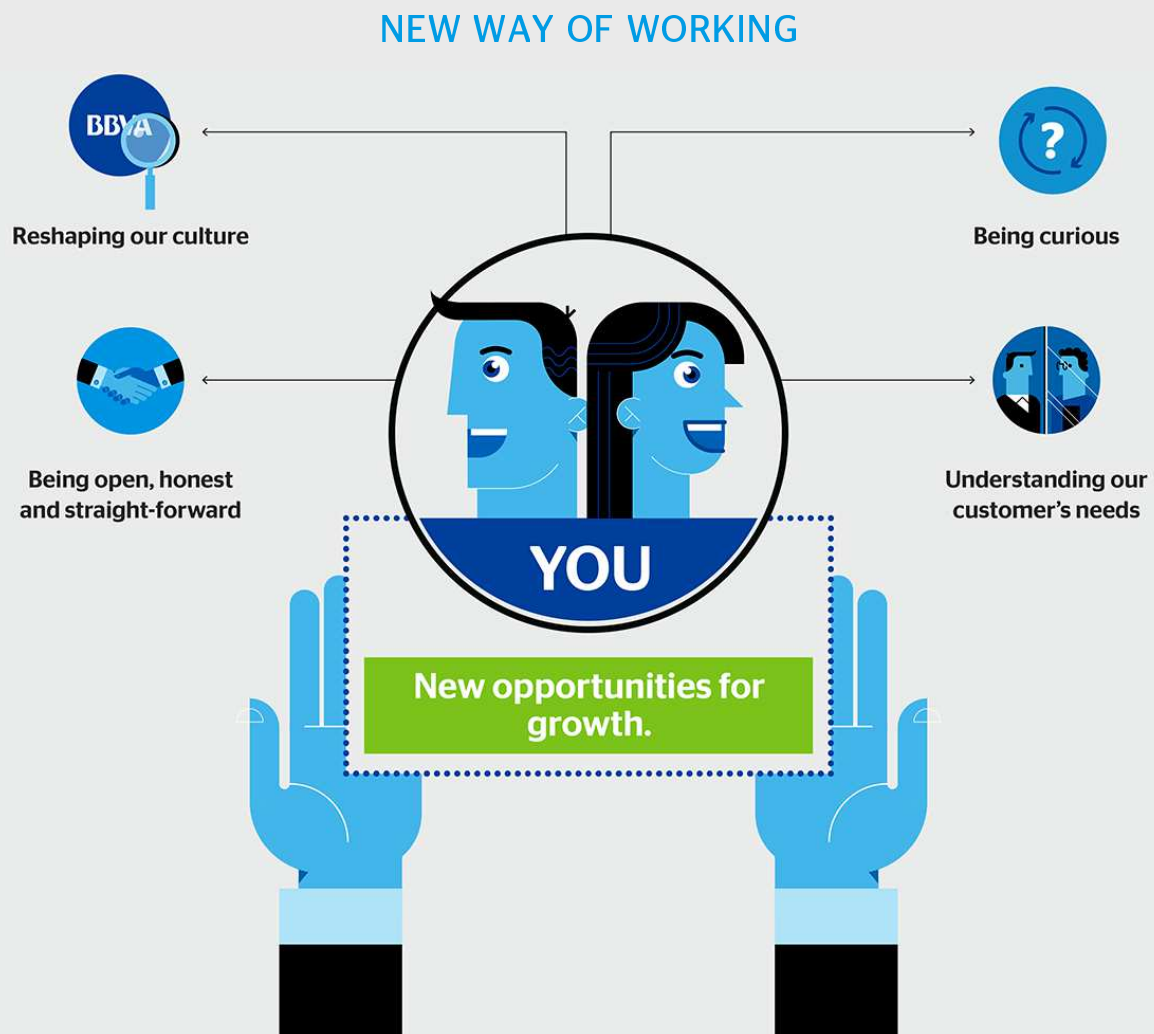 NEW WAY OF WORKING
BBVA
?
Reshaping our culture
Being curious
Being open, honest
and straight-forward
Understanding our
customer's needs
YOU
New opportunities for
growth.